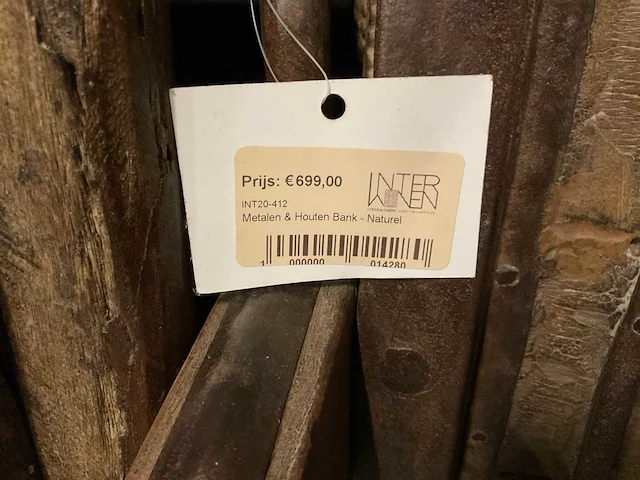 Prijs: €699,00
INTER
WONEN
INT20-412
Metalen & Houten Bank - Naturel
1 000000 014280